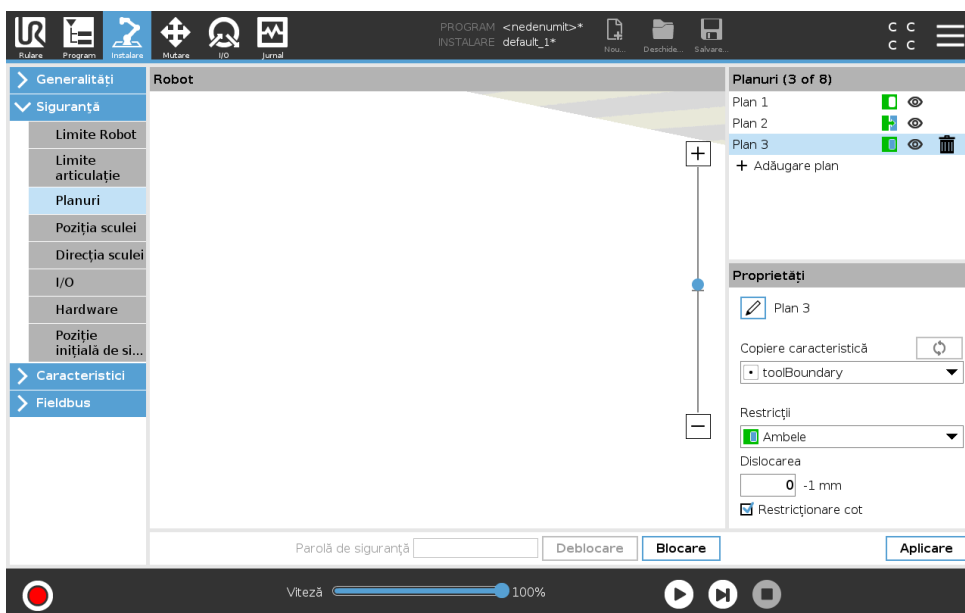 UR
Rulare
Program
Instalare
Mutare
I/O
Jurnal
PROGRAM <nedenumit>*
INSTALARE default_1*
Nou...
Deschide...
Salvare...
C C
C C
Generalități
Siguranță
Limite Robot
Limite
articulație
Planuri
Poziția sculei
Direcția sculei
I/O
Hardware
Poziție
inițială de si...
Caracteristici
Fieldbus
Robot
Planuri (3 of 8)
Plan 1
Plan 2
Plan 3
+ Adăugare plan
Proprietăți
Plan 3
Copiere caracteristică
toolBoundary
Restricții
Ambele
Dislocarea
0 -1 mm
Restricționare cot
Parolă de siguranță
Deblocare
Blocare
Aplicare
Viteză 100%